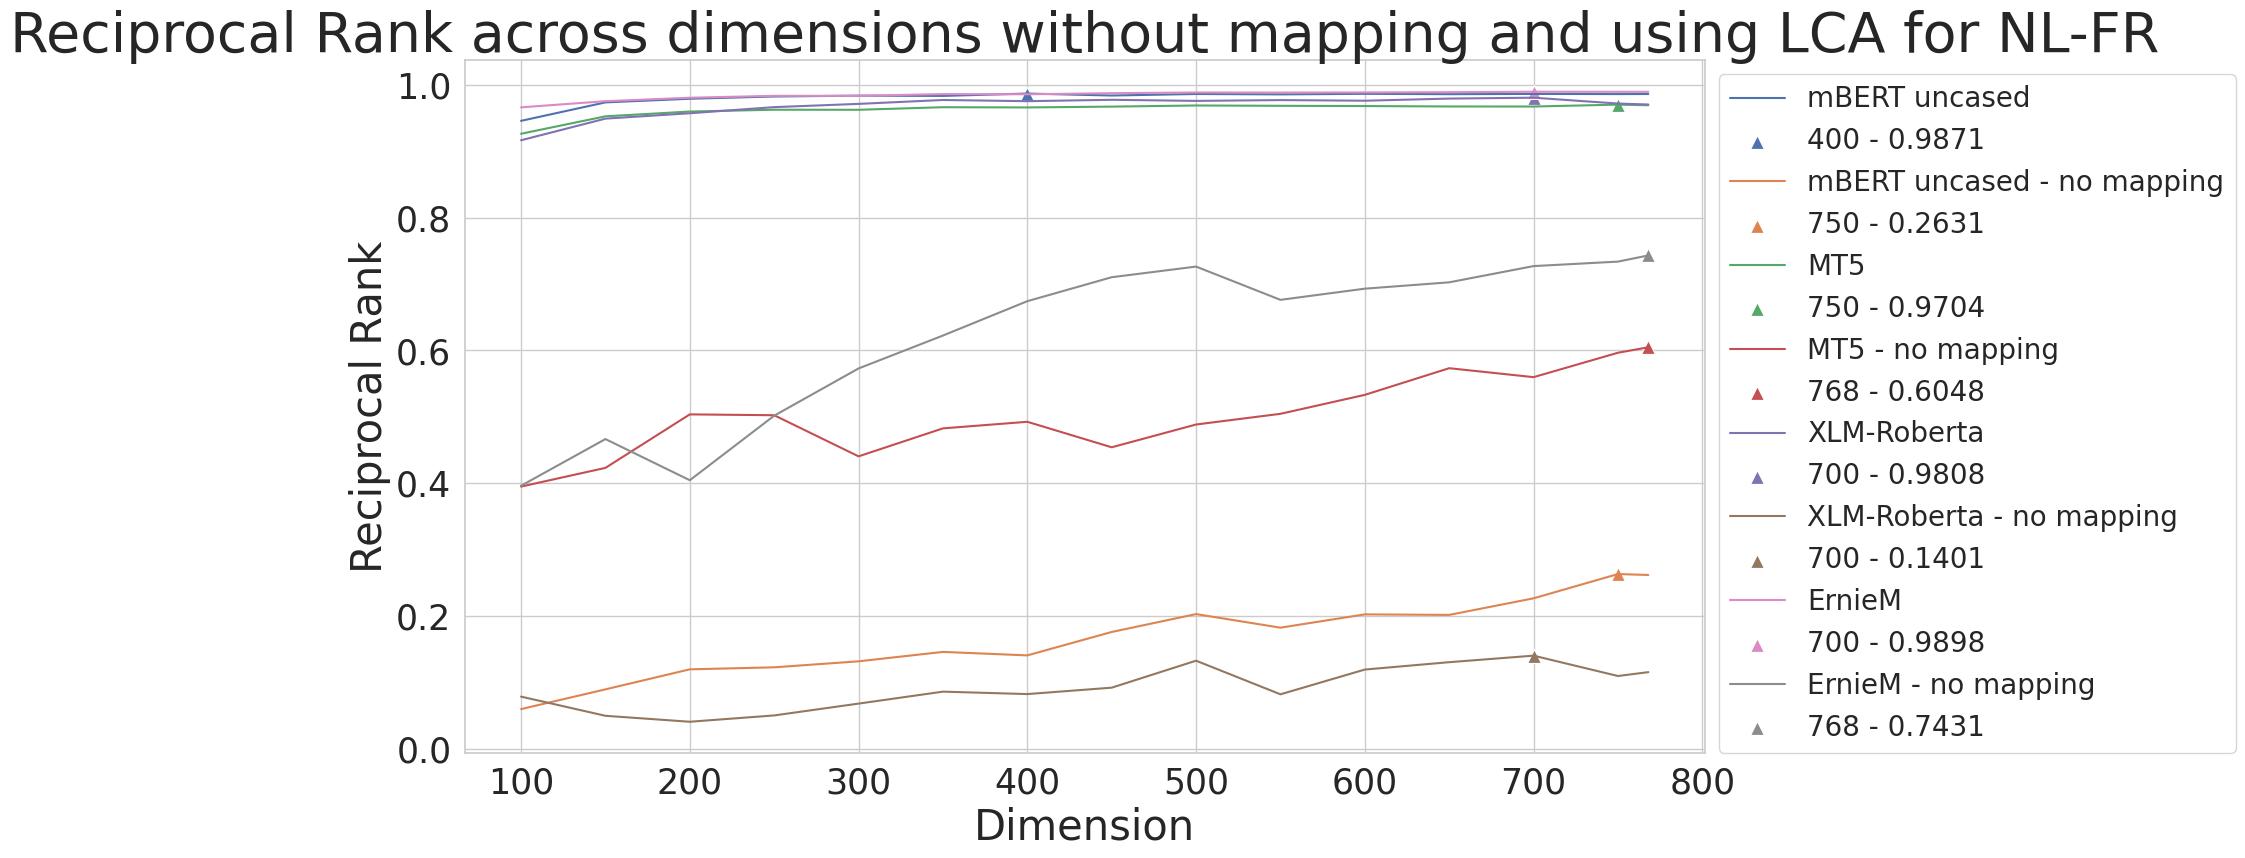 Reciprocal Rank across dimensions without mapping and using LCA for NL-FR
Reciprocal Rank
1.0
0.8
0.6
0.4
0.2
0.0
100 200 300 400 500 600 700 800
Dimension
mBERT uncased
400 - 0.9871
mBERT uncased - no mapping
750 - 0.2631
MT5
750 - 0.9704
MT5 - no mapping
768 - 0.6048
XLM-Roberta
700 - 0.9808
XLM-Roberta - no mapping
700 - 0.1401
ErnieM
700 - 0.9898
ErnieM - no mapping
768 - 0.7431